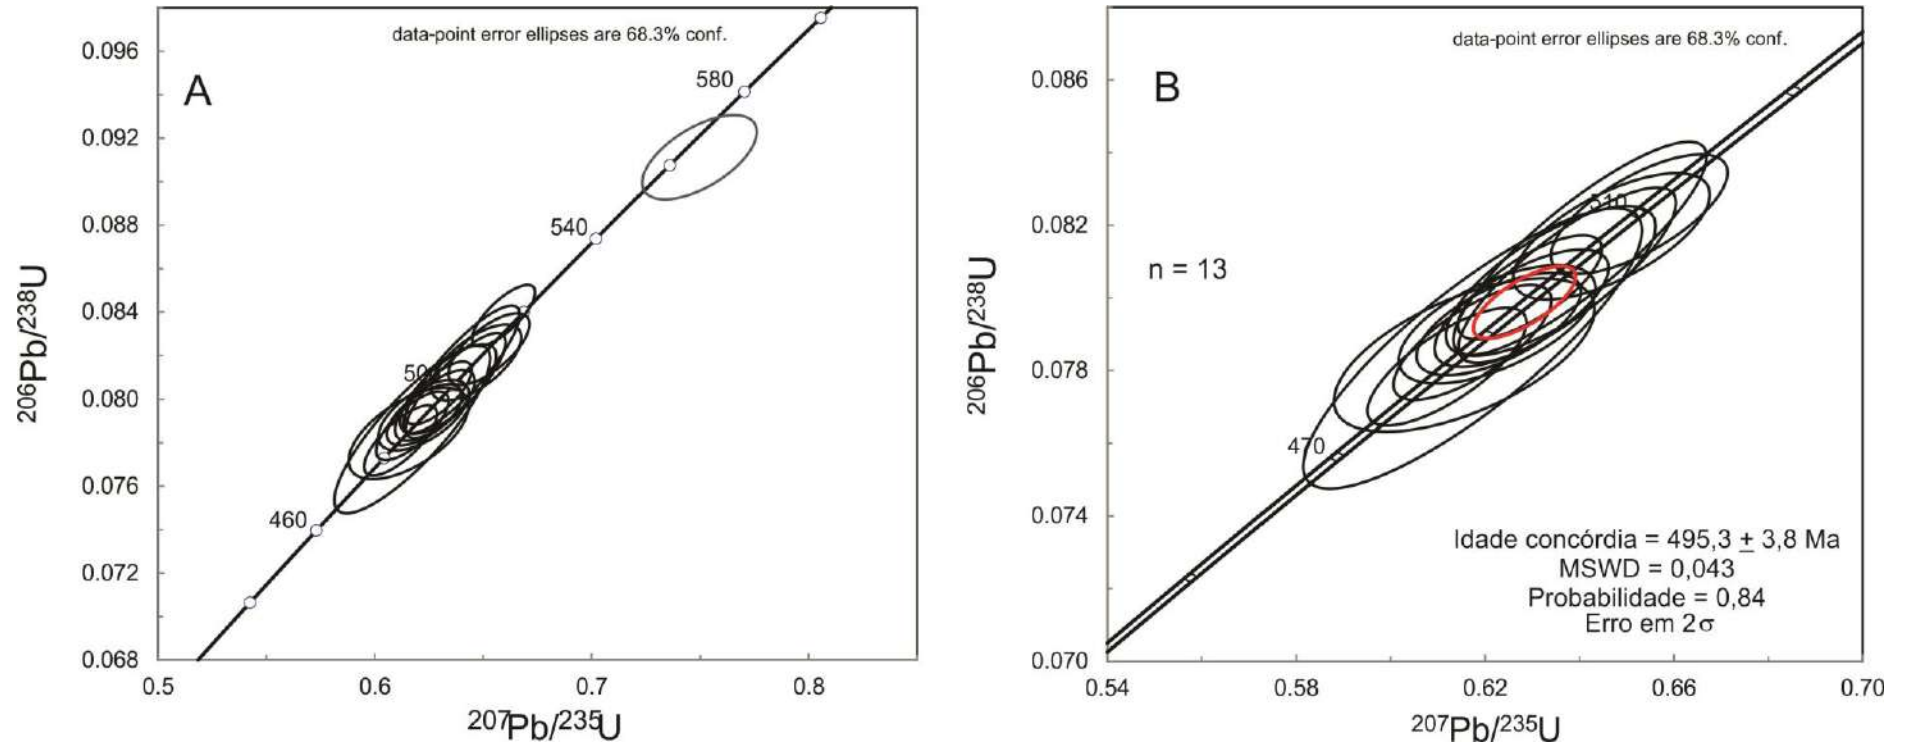 data-point error ellipses are 68.3% conf.
A
0.096
0.092
0.088
0.084
0.080
0.076
0.072
0.068
580
540
460
0.5
0.6
0.7
0.8
206Pb/238U
207Pb/235U
data-point error ellipses are 68.3% conf.
B
0.086
0.082
0.078
0.074
0.070
n = 13
510
470
Idade concórdia = 495,3 ± 3,8 Ma
MSWD = 0,043
Probabilidade = 0,84
Erro em 2σ
0.54
0.58
0.62
0.66
0.70
206Pb/238U
207Pb/235U